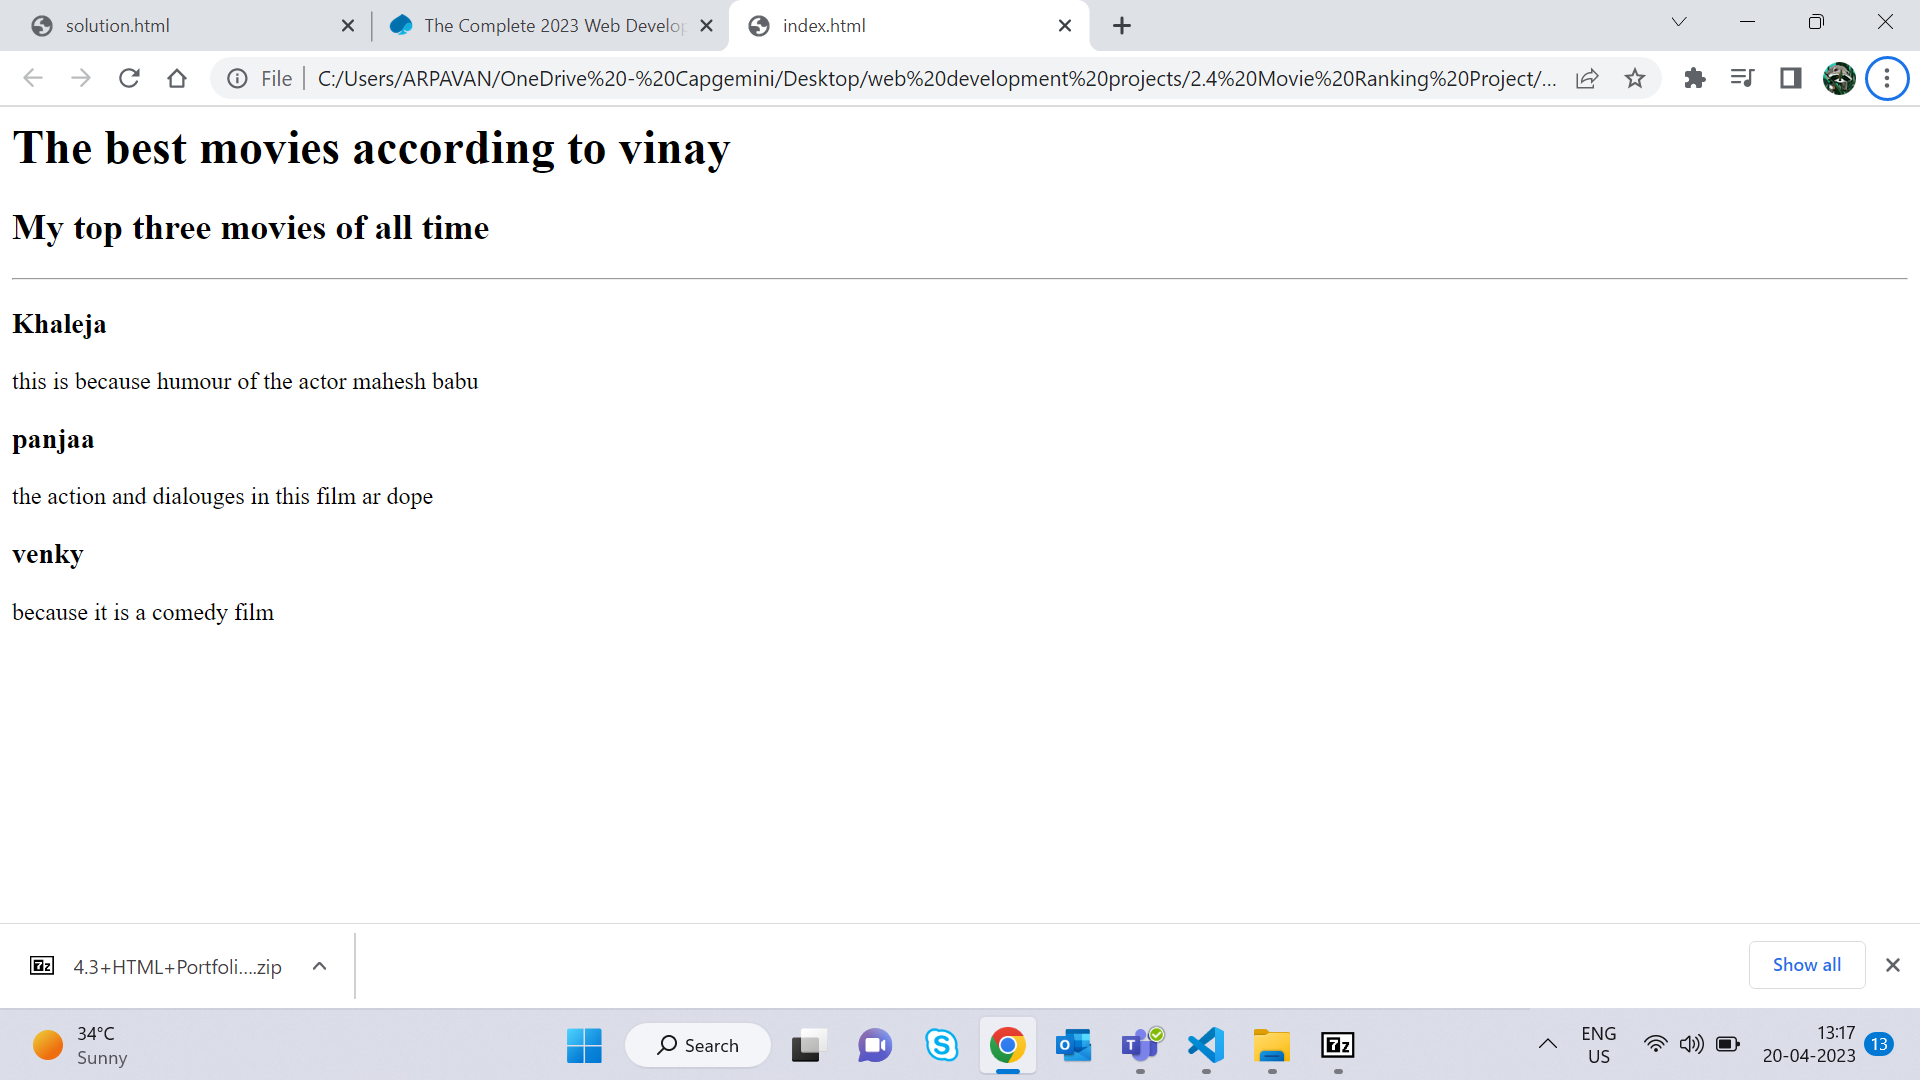 solution.html
The Complete 2023 Web Develop
index.html
File
C:/Users/ARPAVAN/OneDrive%20-%20Capgemini/Desktop/web%20development%20projects/2.4%20Movie%20Ranking%20Project/...
The best movies according to vinay
My top three movies of all time
Khaleja
this is because humour of the actor mahesh babu
panjaa
the action and dialouges in this film ar dope
venky
because it is a comedy film
7z
4.3+HTML+Portfoli....zip
Show all
34°C
Sunny
Search
S
O
T
7z
ENG
US
13:17
20-04-2023
13